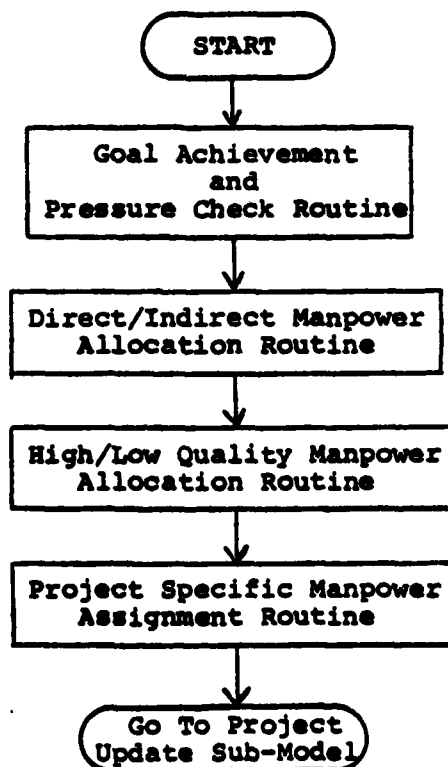 START
Goal Achievement
and
Pressure Check Routine
Direct/Indirect Manpower
Allocation Routine
High/Low Quality Manpower
Allocation Routine
Project Specific Manpower
Assignment Routine
Go To Project
Update Sub-Model